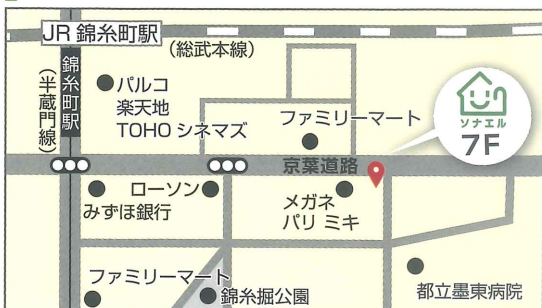 JR 錦糸町駅
(総武本線)
錦糸町駅
(半蔵門線)
パルコ
楽天地
TOHO シネマズ
ファミリーマート
ソナエル
7F
京葉道路
ローソン
みずほ銀行
メガネ
パリ ミキ
ファミリーマート
錦糸掘公園
都立墨東病院